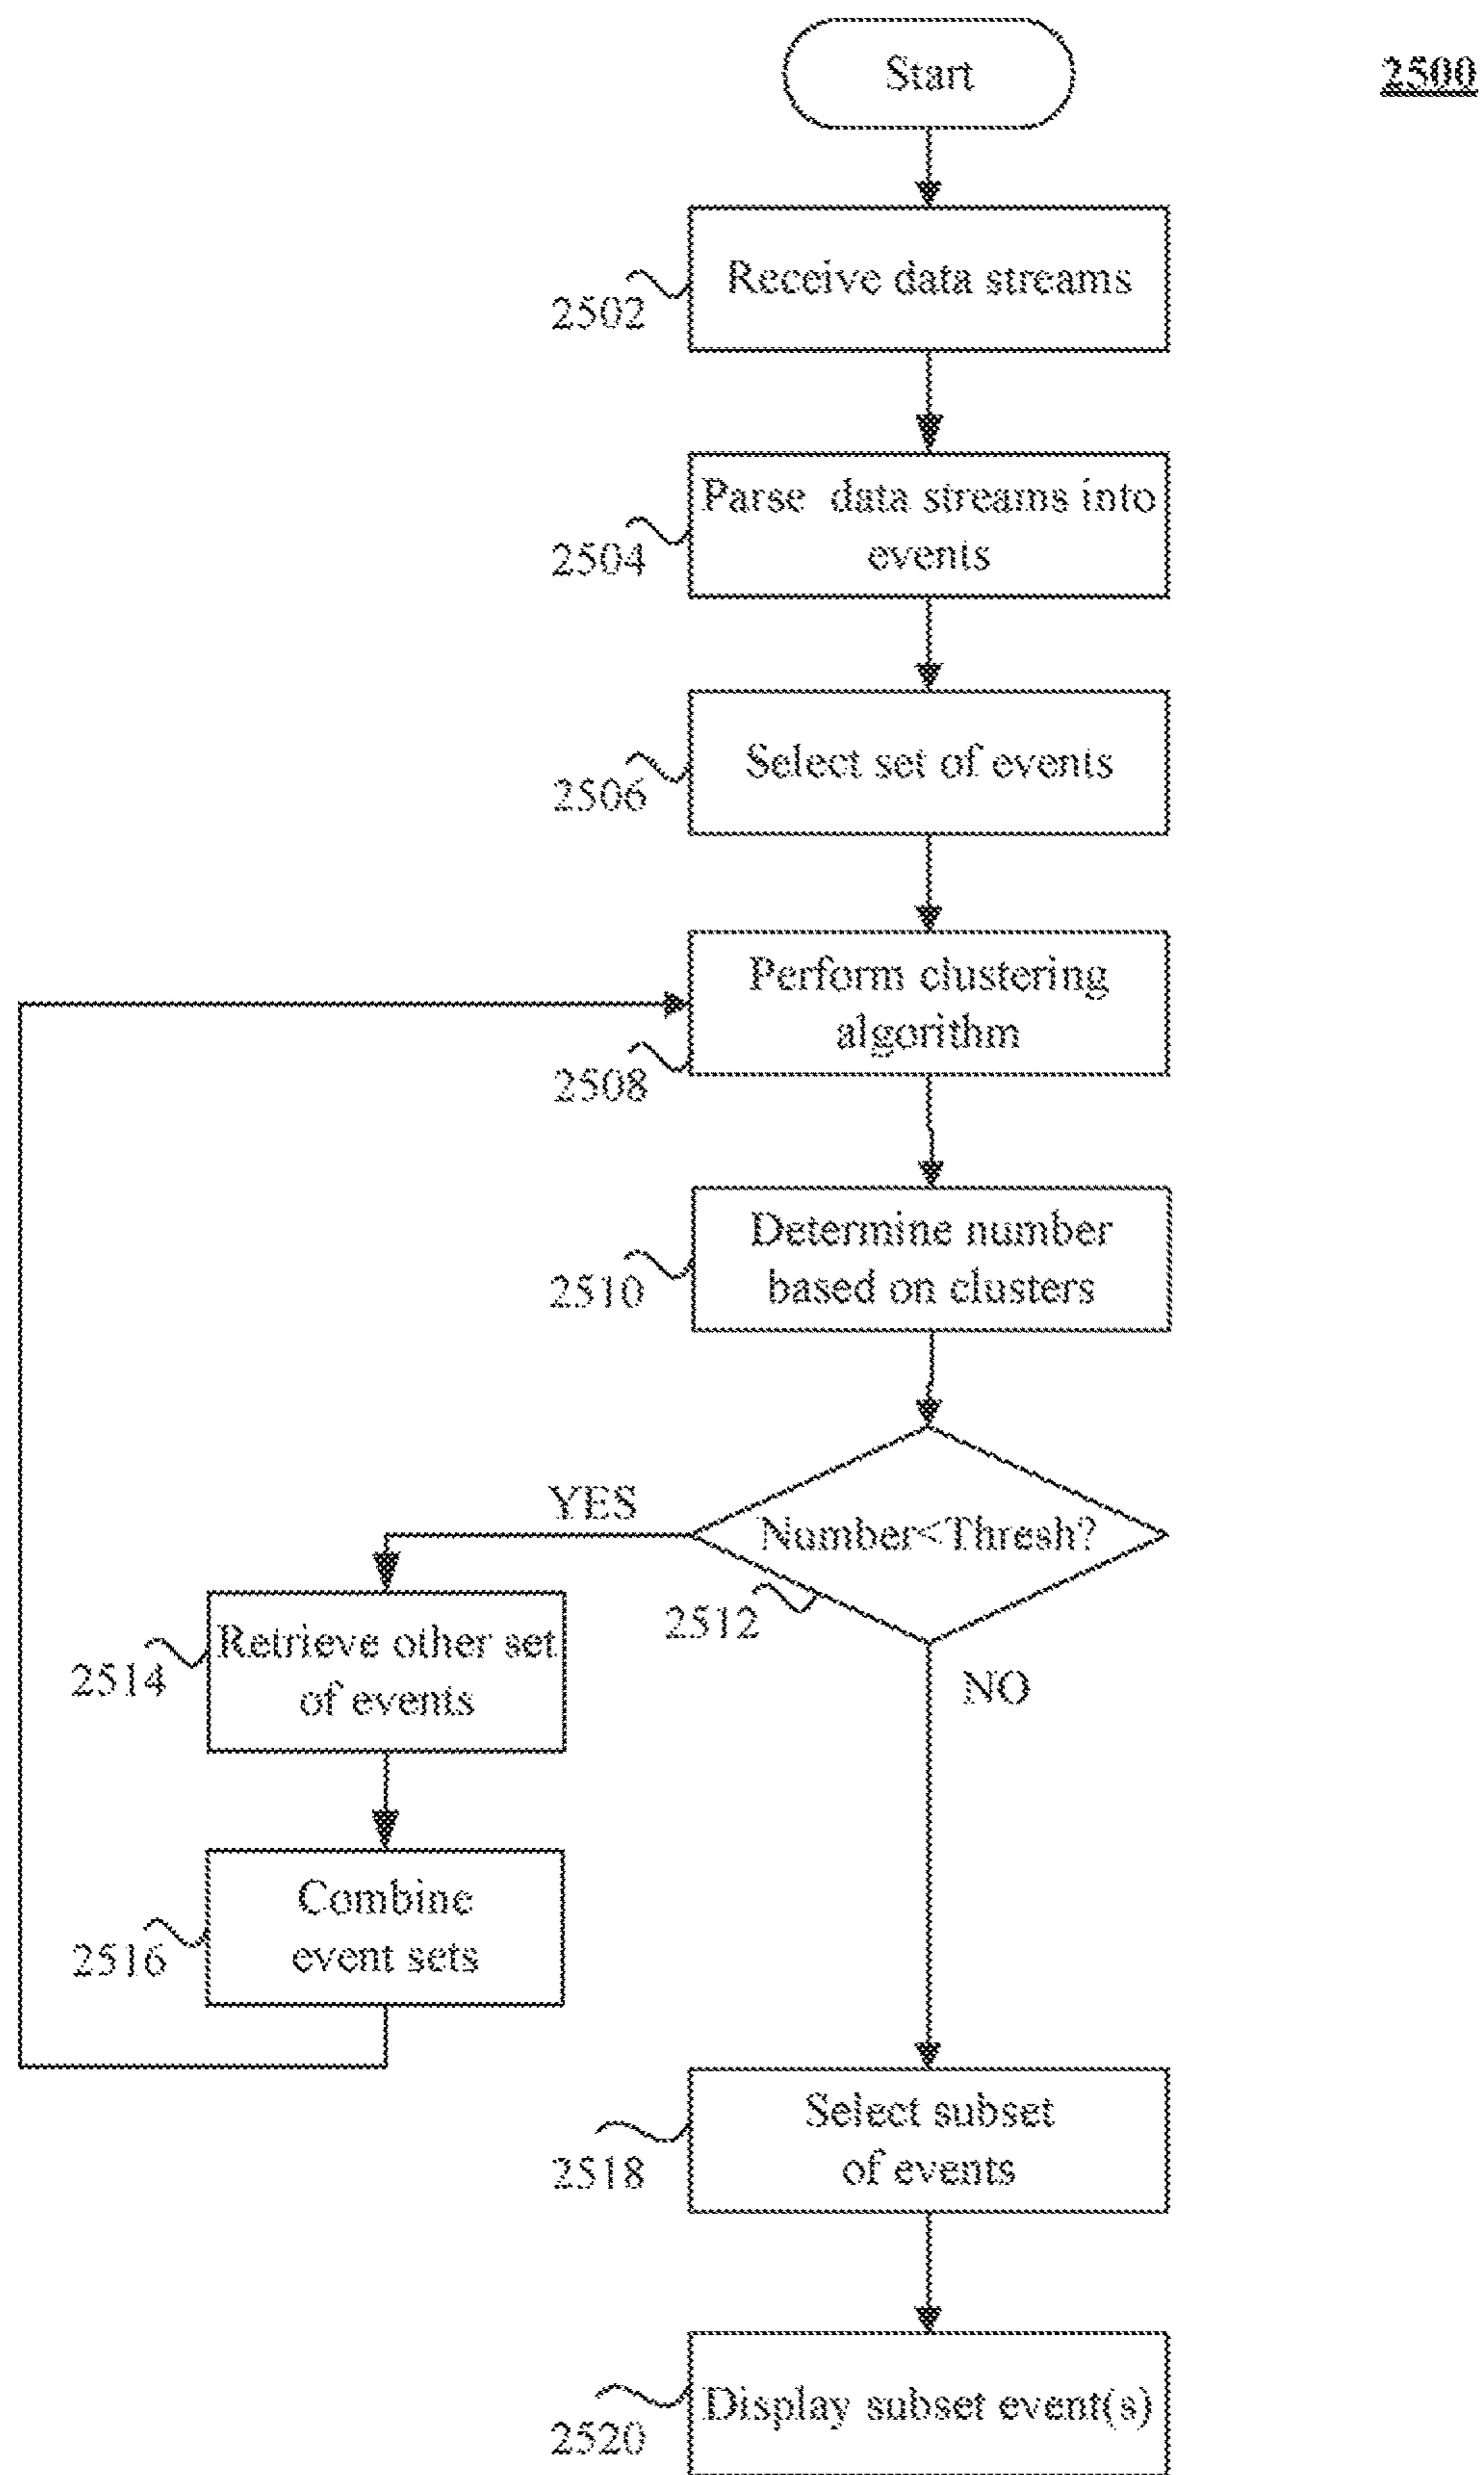 Start
2500
Receive data streams
2502
Parse data streams into
events
2504
Select set of events
2506
Perform clustering
algorithm
2508
Determine number
based on clusters
2510
YES
Number<Thresh?
2512
NO
Retrieve other set
of events
2514
Combine
event sets
2516
Select subset
of events
2518
Display subset event(s)
2520